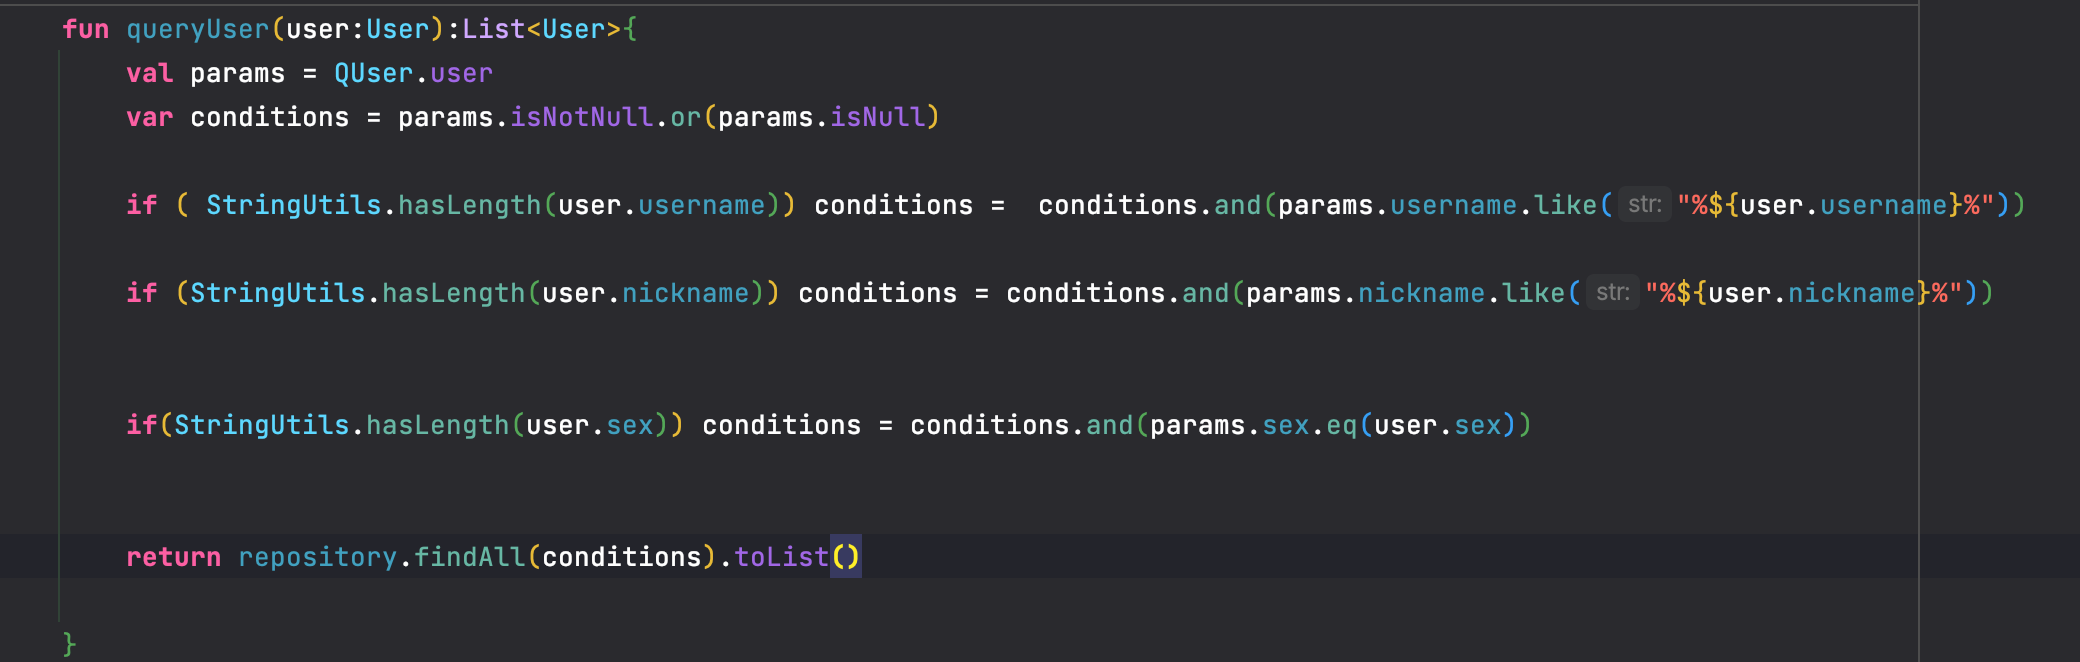 fun queryUser(user:User):List<User>{
val params = QUser.user
var conditions = params.isNotNull.or(params.isNull)
if ( StringUtils.hasLength(user.username)) conditions =  conditions.and(params.username.like( str: "%${user.username}%"))
if (StringUtils.hasLength(user.nickname)) conditions = conditions.and(params.nickname.like( str: "%${user.nickname}%"))
if(StringUtils.hasLength(user.sex)) conditions = conditions.and(params.sex.eq(user.sex))
return repository.findAll(conditions).toList()
}